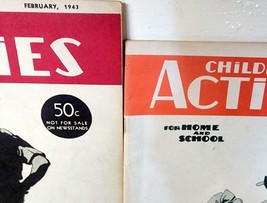 FEBRUARY, 1943
IES
50c
NOT FOR SALE
ON NEWSSTANDS
CHILD
ACTI
FOR HOME
AND
SCHOOL